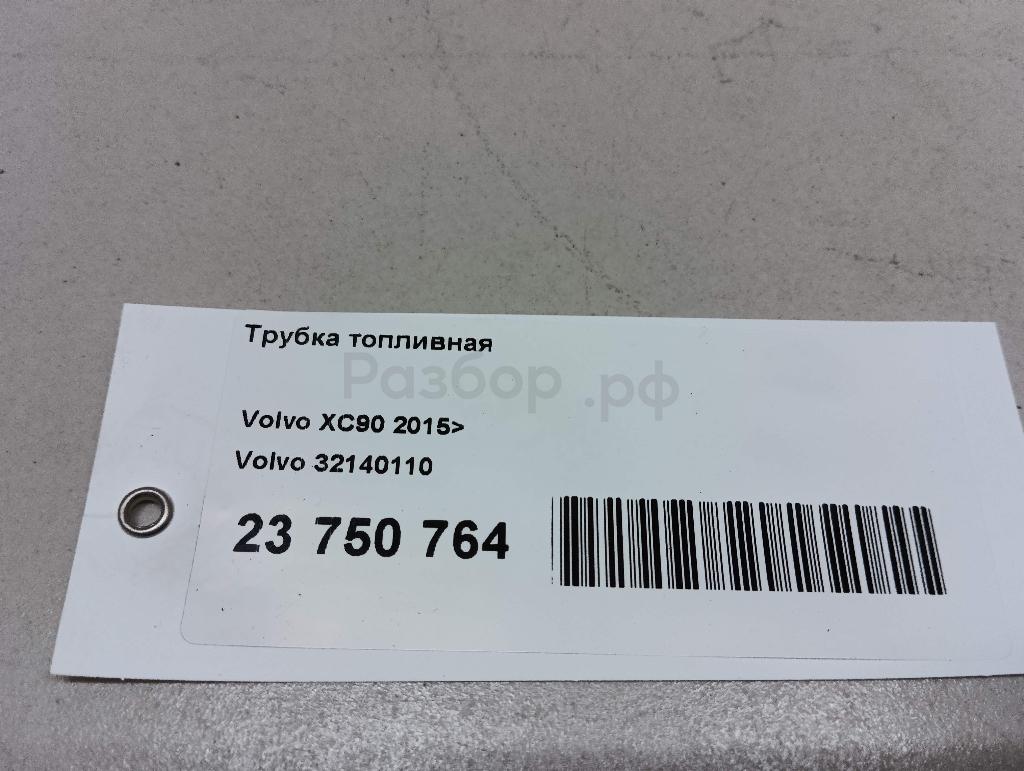 Трубка топливная
Разбор.рф
Volvo XC90 2015>
Volvo 32140110
23 750 764